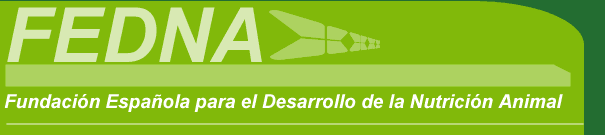 FEDNA
Fundación Española para el Desarrollo de la Nutrición Animal